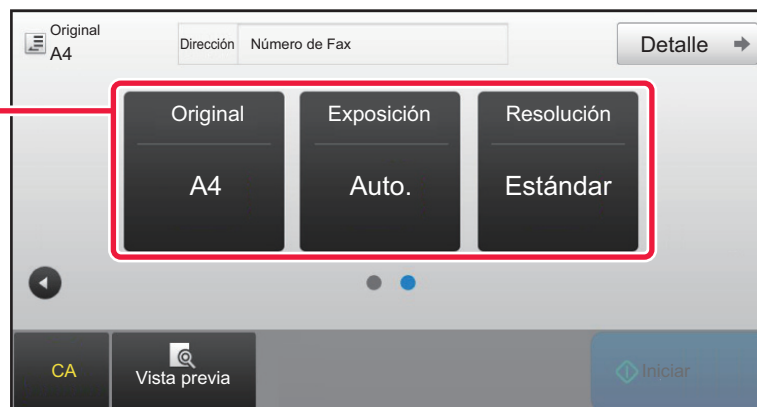 Original
A4
Dirección Número de Fax
Detalle
Original Exposición Resolución
A4 Auto. Estándar
CA Vista previa Iniciar